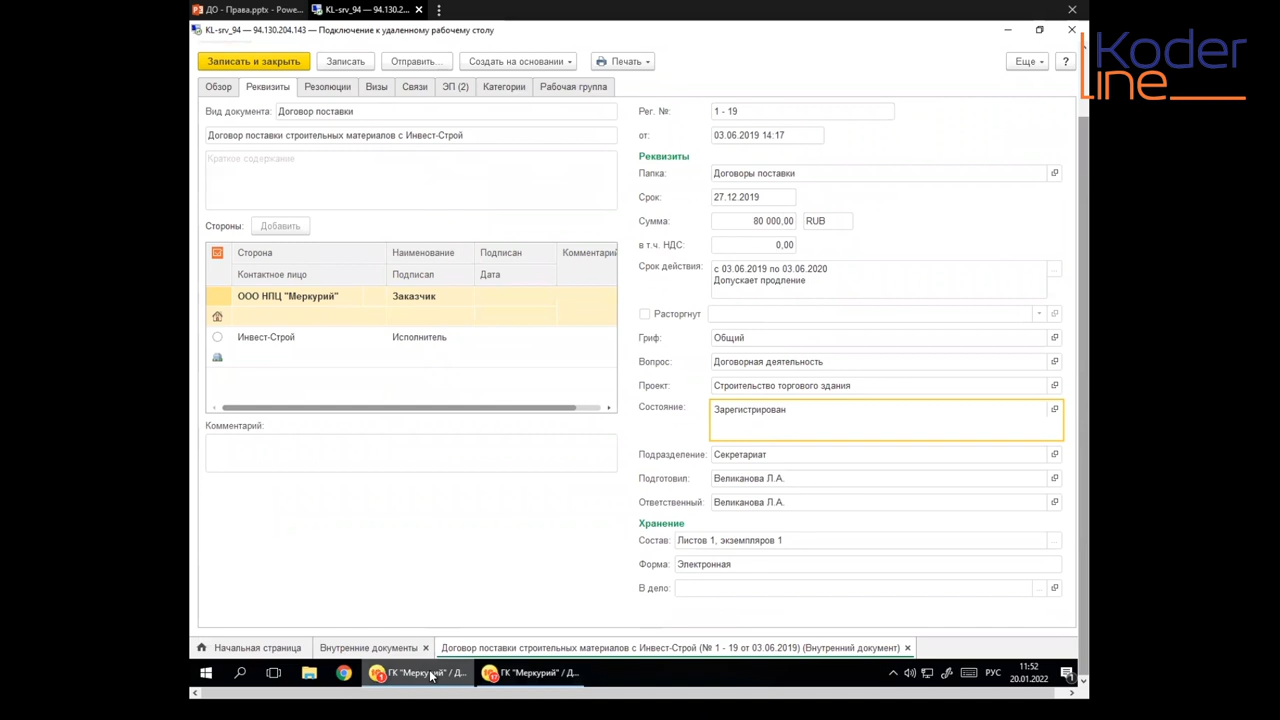 ДО - Права.pptx - Powe...
KL-srv_94 — 94.130.2...
KL-srv_94 — 94.130.204.143 — Подключение к удаленному рабочему столу
Koder
Line
Записать и закрыть
Записать
Отправить...
Создать на основании
Печать
Еще
?
Обзор
Реквизиты
Резолюции
Визы
Связи
ЭП (2)
Категории
Рабочая группа
Вид документа: Договор поставки
Договор поставки строительных материалов с Инвест-Строй
Краткое содержание
Стороны: Добавить
Сторона Наименование Подписан Комментарий
Контактное лицо Подписал Дата
ООО НПЦ "Меркурий" Заказчик
Инвест-Строй Исполнитель
Комментарий:
Рег. №: 1 - 19
от: 03.06.2019 14:17
Реквизиты
Папка: Договоры поставки
Срок: 27.12.2019
Сумма: 80 000,00 RUB
в т.ч. НДС: 0,00
Срок действия: с 03.06.2019 по 03.06.2020
Допускает продление
Расторгнут
Гриф: Общий
Вопрос: Договорная деятельность
Проект: Строительство торгового здания
Состояние: Зарегистрирован
Подразделение: Секретариат
Подготовил: Великанова Л.А.
Ответственный: Великанова Л.А.
Хранение
Состав: Листов 1, экземпляров 1
Форма: Электронная
В дело:
Начальная страница
Внутренние документы
Договор поставки строительных материалов с Инвест-Строй (№ 1 - 19 от 03.06.2019) (Внутренний документ)
ГК "Меркурий" / Д...
ГК "Меркурий" / Д...
РУС
11:52
20.01.2022